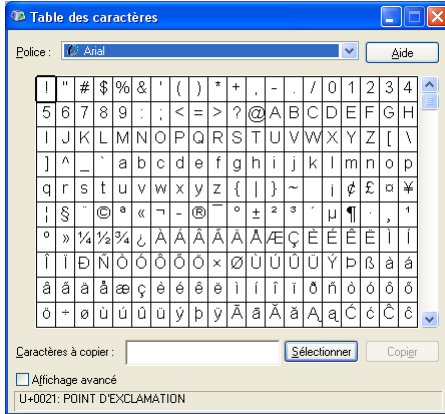 Table des caractères
Police : Arial Aide
! " # $ % & ' ( ) * + , - . / 0 1 2 3 4
5 6 7 8 9 : ; < = > ? @ A B C D E F G H
I J K L M N O P Q R S T U V W X Y Z [ \
] ^ _ ` a b c d e f g h i j k l m n o p
q r s t u v w x y z { | } ~ ¡ ¢ £ ¤ ¥
¦ § ¨ © ª « ¬ - ® ¯ ° ± ² ³ ´ µ ¶ · ¸ ¹
º » ¼ ½ ¾ ¿ À Á Â Ã Ä Å Æ Ç È É Ê Ë Ì Í
Î Ï Ð Ñ Ò Ó Ô Õ Ö × Ø Ù Ú Û Ü Ý Þ ß à á
â ã ä å æ ç è é ê ë ì í î ï ð ñ ò ó ô õ
ö ÷ ø ù ú û ü ý þ ÿ Ā ā Ă ă Ą ą Ć ć Ĉ ĉ
Caractères à copier : Sélectionner Copier
Affichage avancé
U+0021: POINT D'EXCLAMATION